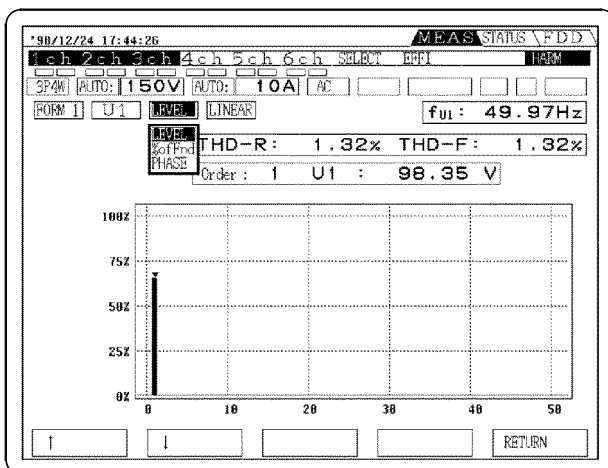 '98/12/24 17:44:26 MEAS STATUS FDD
1ch 2ch 3ch 4ch 5ch 6ch SELECT EFFI HARM
3P4W AUTO: 150V AUTO: 10A AC
FORM 1 U1 LEVEL LINEAR fU1: 49.97Hz
LEVEL
%ofFnd THD-R: 1.32% THD-F: 1.32%
PHASE
Order : 1 U1 : 98.35 V
100%
75%
50%
25%
0%
0 10 20 30 40 50
↑ ↓ RETURN